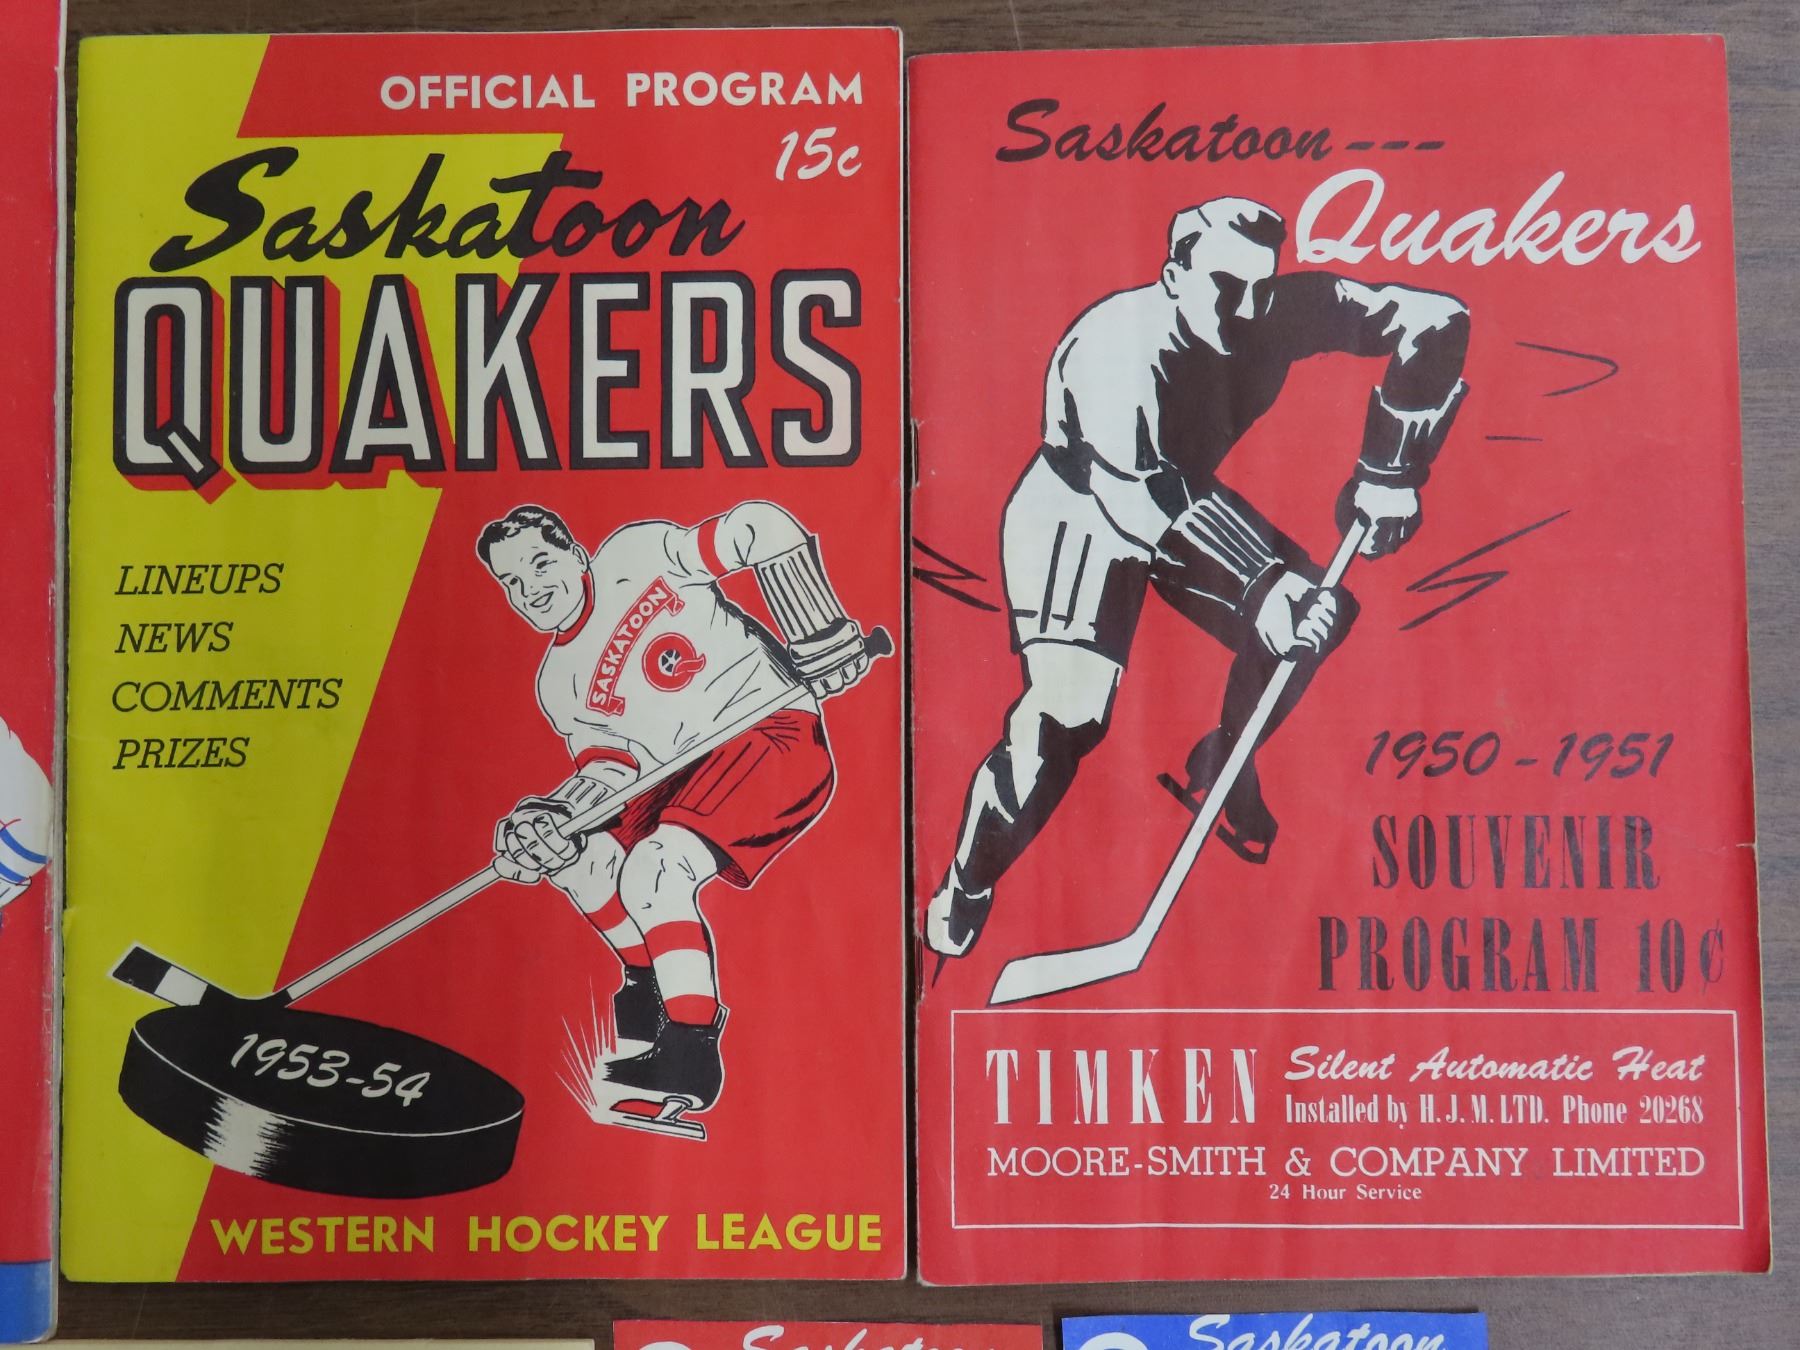 OFFICIAL PROGRAM
15c
Saskatoon
QUAKERS
LINEUPS
NEWS
COMMENTS
PRIZES
SASKATOON
Q
1953-54
WESTERN HOCKEY LEAGUE
Saskatoon---
Quakers
1950-1951
SOUVENIR
PROGRAM 10¢
TIMKEN Silent Automatic Heat
Installed by H.J.M. LTD. Phone 20268
MOORE-SMITH & COMPANY LIMITED
24 Hour Service
Saskatoon
Saskatoon